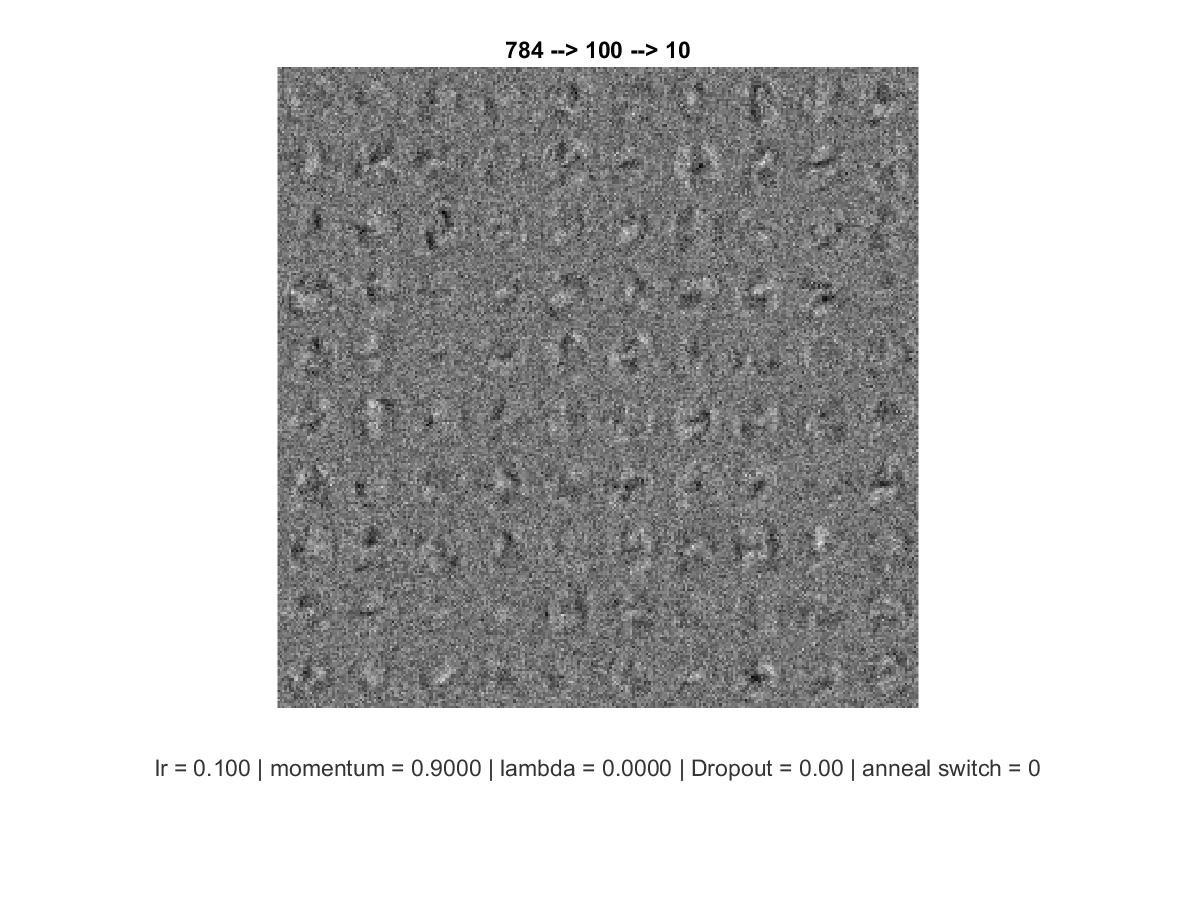 784 --> 100 --> 10
lr = 0.100 | momentum = 0.9000 | lambda = 0.0000 | Dropout = 0.00 | anneal switch = 0